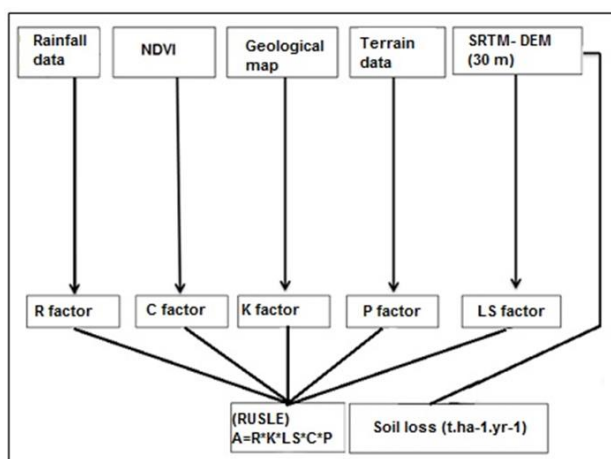 Rainfall
data
NDVI
Geological
map
Terrain
data
SRTM- DEM
(30 m)
R factor
C factor
K factor
P factor
LS factor
(RUSLE)
A=R*K*LS*C*P
Soil loss (t.ha-1.yr-1)